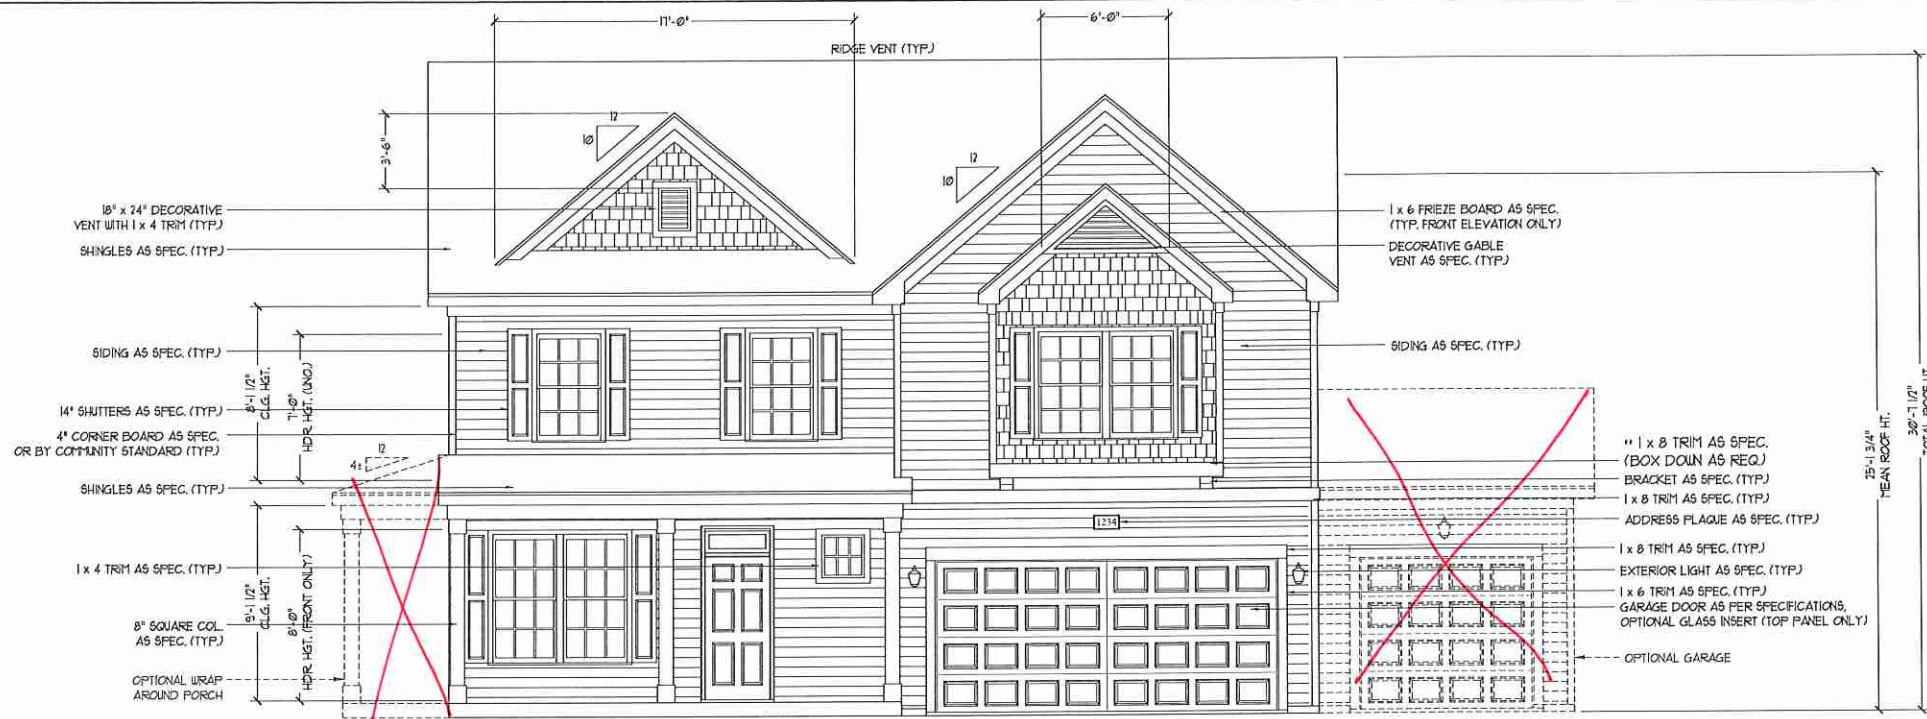 17'-0"
6'-0"
RIDGE VENT (TYP.)
12
10
3'-6"
12
10
18" x 24" DECORATIVE
VENT WITH 1 x 4 TRIM (TYP.)
SHINGLES AS SPEC. (TYP.)
1 x 6 FRIEZE BOARD AS SPEC.
(TYP. FRONT ELEVATION ONLY)
DECORATIVE GABLE
VENT AS SPEC. (TYP.)
SIDING AS SPEC. (TYP.)
SIDING AS SPEC. (TYP.)
8'-1 1/2"
CLG. HGT.
7'-0"
HDR. HGT. (UNO.)
14" SHUTTERS AS SPEC. (TYP.)
4" CORNER BOARD AS SPEC.
OR BY COMMUNITY STANDARD (TYP.)
12
4±
SHINGLES AS SPEC. (TYP.)
25'-1 3/4"
MEAN ROOF HT.
30'-7 1/2"
TOTAL ROOF HT.
1 x 8 TRIM AS SPEC.
(BOX DOWN AS REQ.)
BRACKET AS SPEC. (TYP.)
1 x 8 TRIM AS SPEC. (TYP.)
1234
ADDRESS PLAQUE AS SPEC. (TYP.)
1 x 8 TRIM AS SPEC. (TYP.)
EXTERIOR LIGHT AS SPEC. (TYP.)
1 x 6 TRIM AS SPEC. (TYP.)
GARAGE DOOR AS PER SPECIFICATIONS,
OPTIONAL GLASS INSERT (TOP PANEL ONLY)
OPTIONAL GARAGE
1 x 4 TRIM AS SPEC. (TYP.)
9'-1 1/2"
CLG. HGT.
8'-0"
HDR. HGT. (FRONT ONLY)
8" SQUARE COL.
AS SPEC. (TYP.)
OPTIONAL WRAP
AROUND PORCH